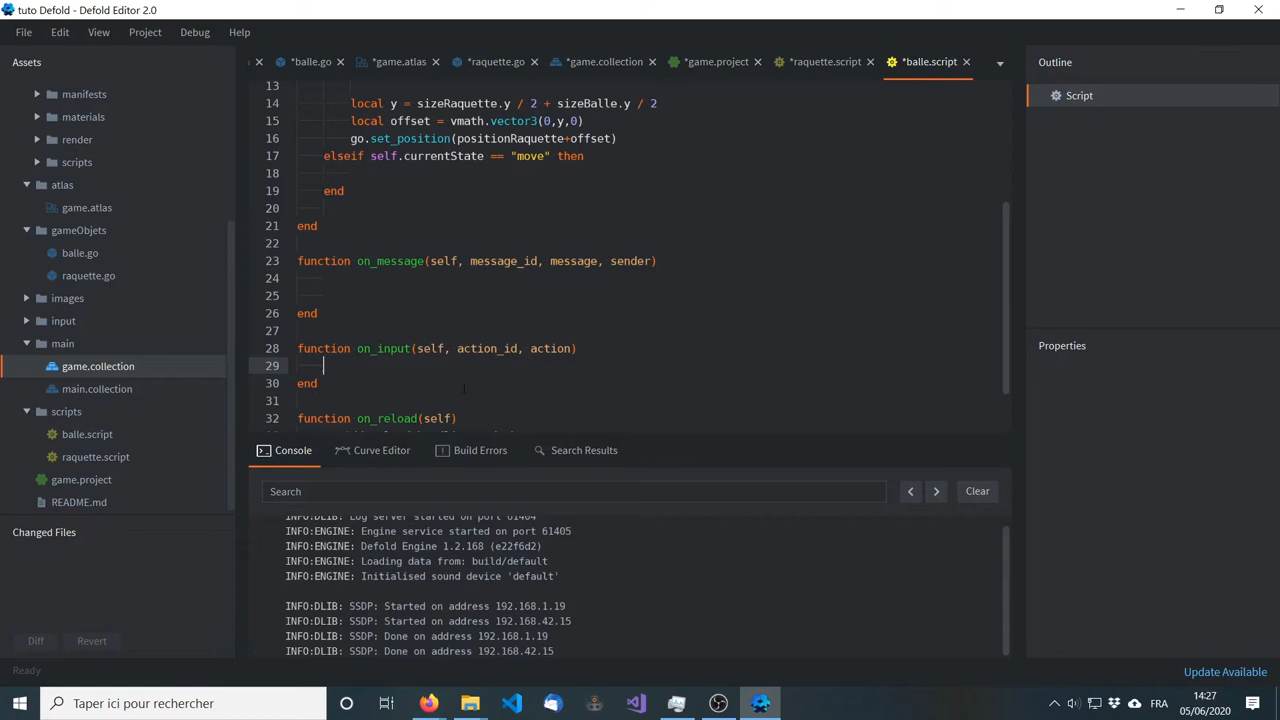 tuto Defold - Defold Editor 2.0
File Edit View Project Debug Help
Assets
manifests
materials
render
scripts
atlas
game.atlas
gameObjets
balle.go
raquette.go
images
input
main
game.collection
main.collection
scripts
balle.script
raquette.script
game.project
README.md
Changed Files
Diff Revert
Ready
*balle.go *game.atlas *raquette.go *game.collection *game.project *raquette.script *balle.script
13
14 local y = sizeRaquette.y / 2 + sizeBalle.y / 2
15 local offset = vmath.vector3(0,y,0)
16 go.set_position(positionRaquette+offset)
17 elseif self.currentState == "move" then
18
19 end
20
21 end
22
23 function on_message(self, message_id, message, sender)
24
25
26 end
27
28 function on_input(self, action_id, action)
29
30 end
31
32 function on_reload(self)
Console Curve Editor Build Errors Search Results
Search
Clear
INFO:DLIB: Log server started on port 61404
INFO:ENGINE: Engine service started on port 61405
INFO:ENGINE: Defold Engine 1.2.168 (e22f6d2)
INFO:ENGINE: Loading data from: build/default
INFO:ENGINE: Initialised sound device 'default'
INFO:DLIB: SSDP: Started on address 192.168.1.19
INFO:DLIB: SSDP: Started on address 192.168.42.15
INFO:DLIB: SSDP: Done on address 192.168.1.19
INFO:DLIB: SSDP: Done on address 192.168.42.15
Outline
Script
Properties
Update Available
Taper ici pour rechercher
FRA
14:27
05/06/2020